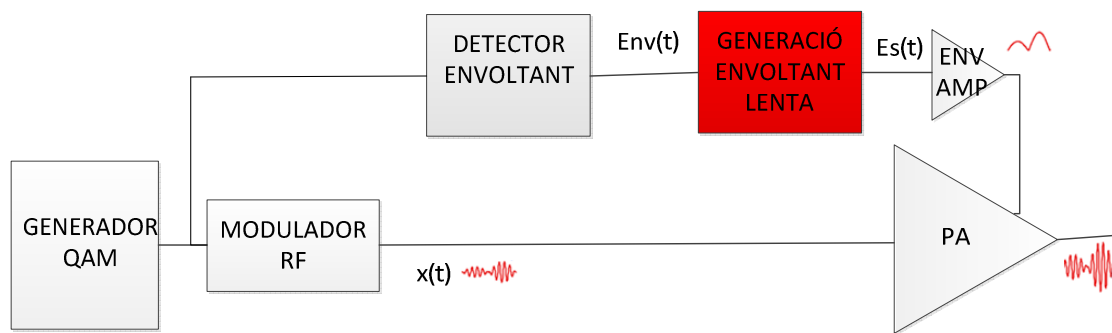 DETECTOR
ENVOLTANT
Env(t)
GENERACIÓ
ENVOLTANT
LENTA
Es(t)
ENV
AMP
GENERADOR
QAM
MODULADOR
RF
x(t)
PA